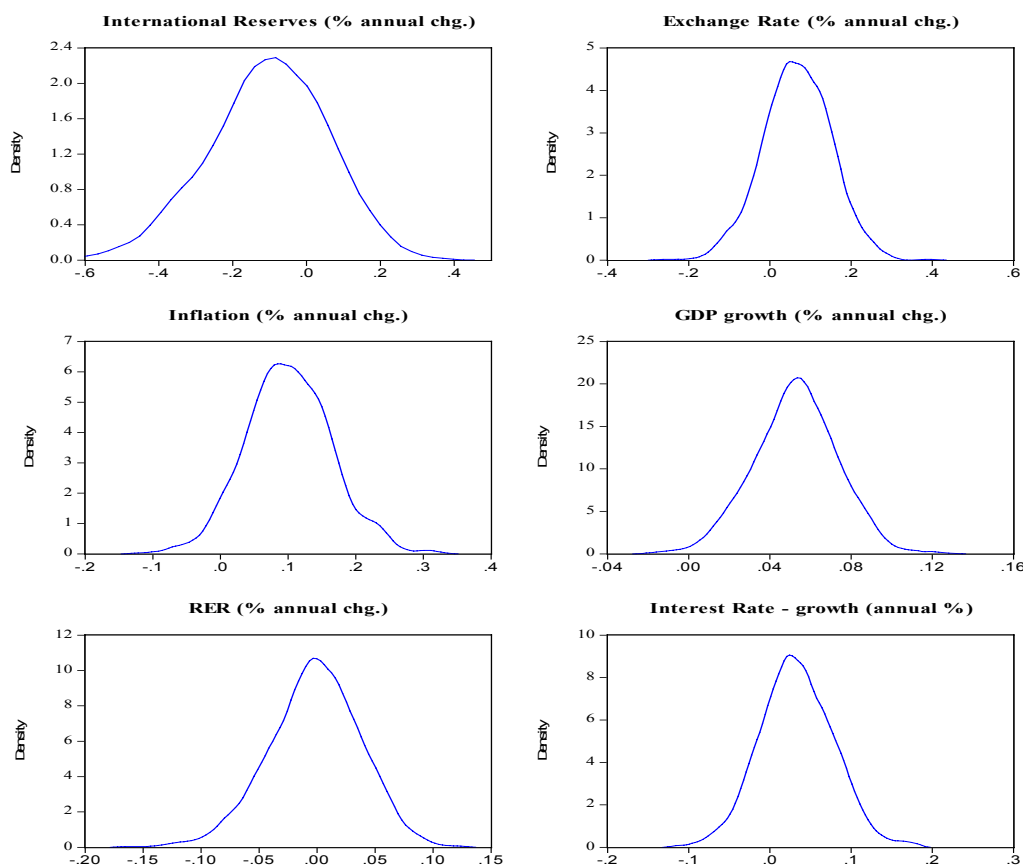 International Reserves (% annual chg.)
Density
2.4
2.0
1.6
1.2
0.8
0.4
0.0
-.6 -.4 -.2 .0 .2 .4
Exchange Rate (% annual chg.)
Density
5
4
3
2
1
0
-.4 -.2 .0 .2 .4 .6
Inflation (% annual chg.)
Density
7
6
5
4
3
2
1
0
-.2 -.1 .0 .1 .2 .3 .4
GDP growth (% annual chg.)
Density
25
20
15
10
5
0
-.04 .00 .04 .08 .12 .16
RER (% annual chg.)
Density
12
10
8
6
4
2
0
-.20 -.15 -.10 -.05 .00 .05 .10 .15
Interest Rate - growth (annual %)
Density
10
8
6
4
2
0
-.2 -.1 .0 .1 .2 .3